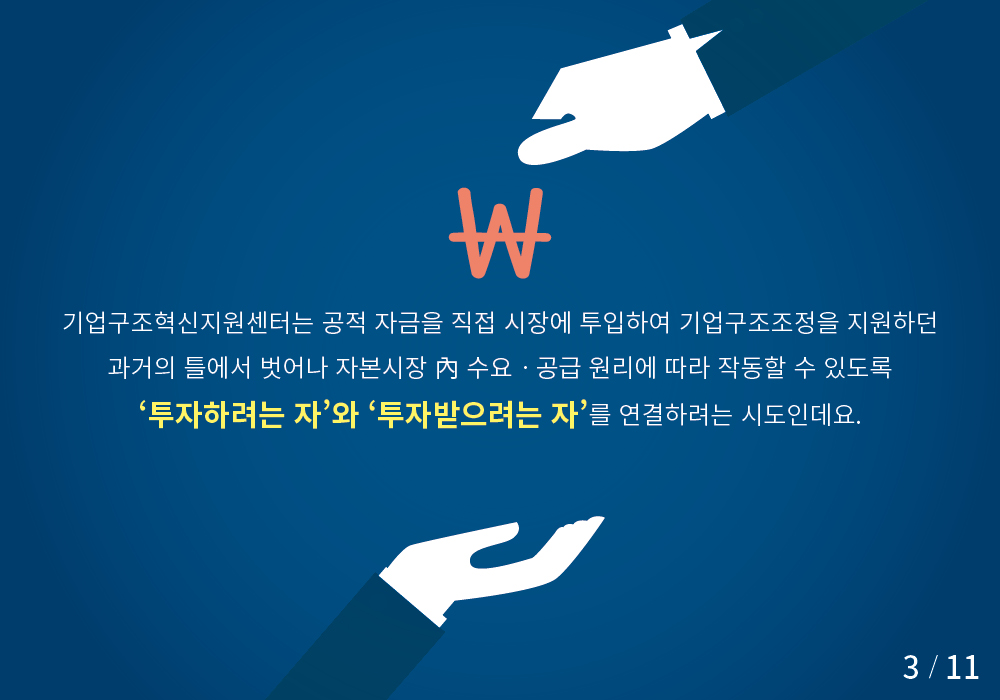 ₩
기업구조혁신지원센터는 공적 자금을 직접 시장에 투입하여 기업구조조정을 지원하던
과거의 틀에서 벗어나 자본시장 內 수요 · 공급 원리에 따라 작동할 수 있도록
‘투자하려는 자’와 ‘투자받으려는 자’를 연결하려는 시도인데요.
3 / 11